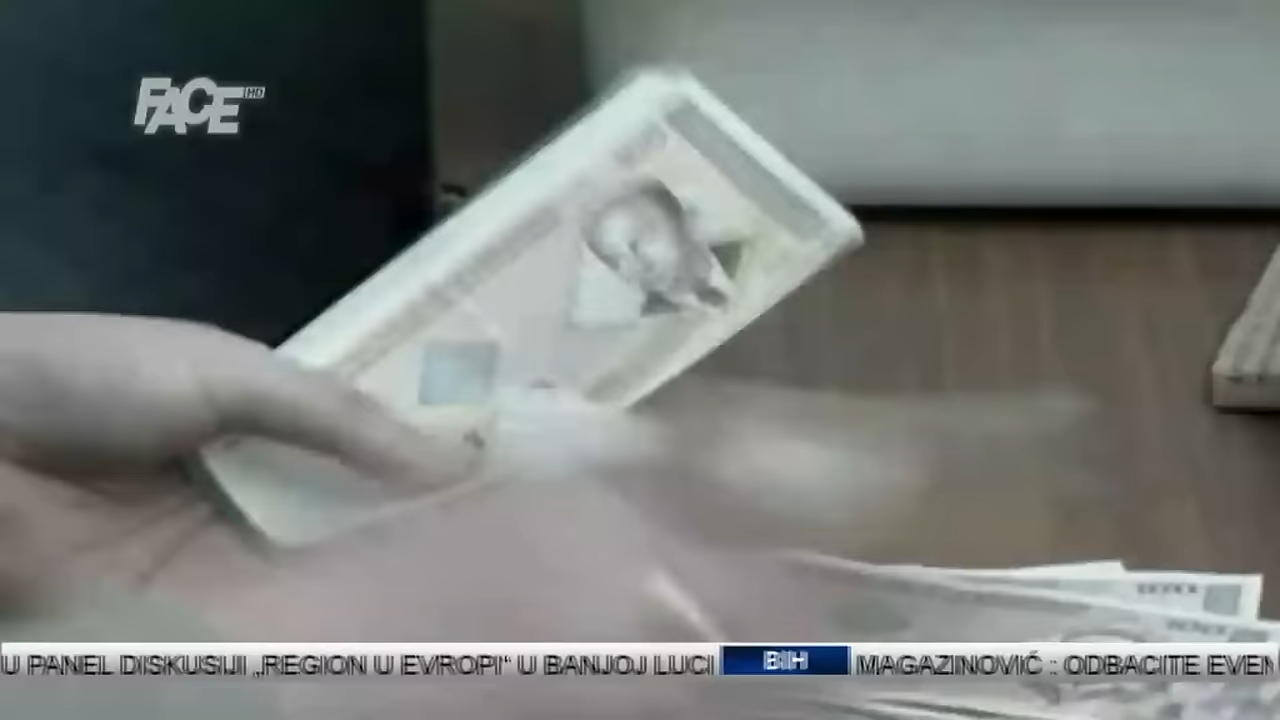 FACE HD
U PANEL DISKUSIJI „REGION U EVROPI“ U BANJOJ LUCI BIH MAGAZINOVIĆ :: ODBACITE EVEN